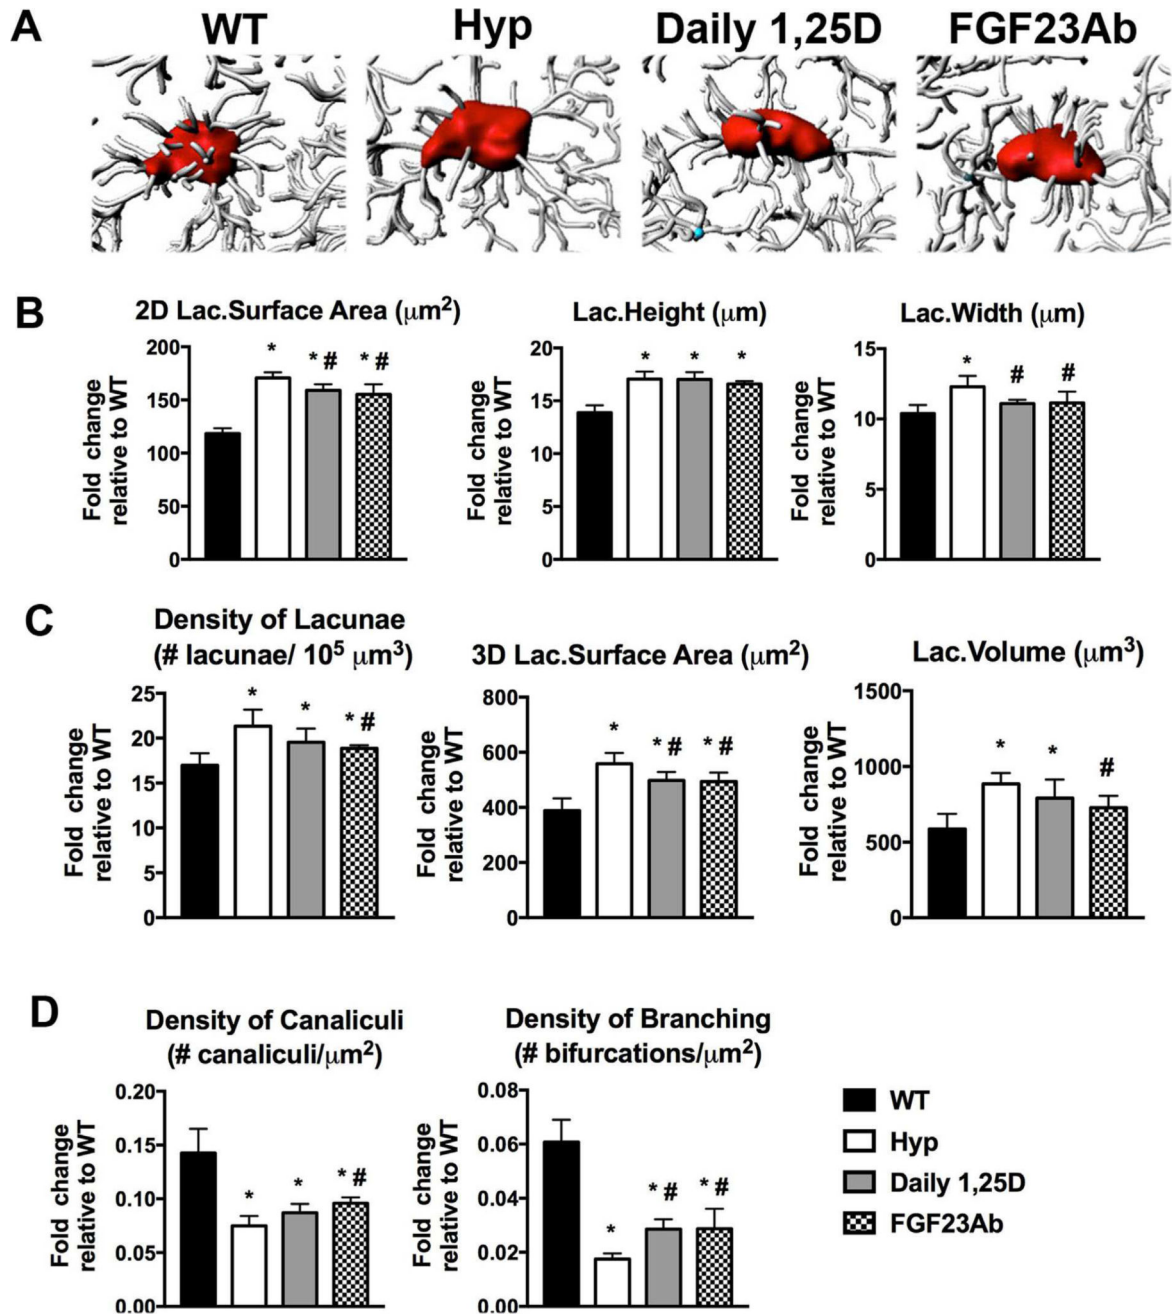 A
WT
Hyp
Daily 1,25D
FGF23Ab
B
2D Lac.Surface Area (μm²)
Fold change
relative to WT
200
150
100
50
0
*
* #
* #
Lac.Height (μm)
Fold change
relative to WT
20
15
10
5
0
*
*
*
Lac.Width (μm)
Fold change
relative to WT
15
10
5
0
*
#
#
C
Density of Lacunae
(# lacunae/ 10⁵ μm³)
Fold change
relative to WT
25
20
15
10
5
0
*
*
* #
3D Lac.Surface Area (μm²)
Fold change
relative to WT
800
600
400
200
0
*
* #
* #
Lac.Volume (μm³)
Fold change
relative to WT
1500
1000
500
0
*
*
#
D
Density of Canaliculi
(# canaliculi/μm²)
Fold change
relative to WT
0.20
0.15
0.10
0.05
0.00
*
*
* #
Density of Branching
(# bifurcations/μm²)
Fold change
relative to WT
0.08
0.06
0.04
0.02
0.00
*
* #
* #
WT
Hyp
Daily 1,25D
FGF23Ab